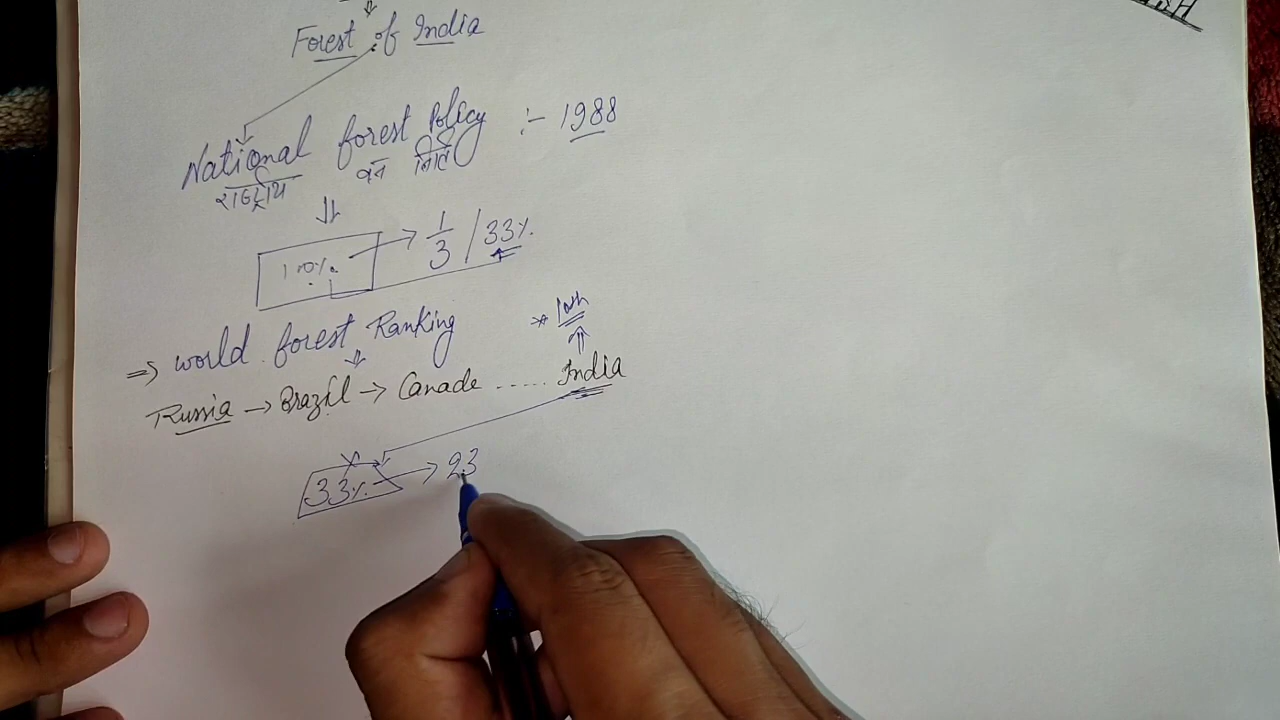 Forest of India
National forest Policy :- 1988
राष्ट्रीय वन निति
100% → 1/3 / 33%.
⇒ world forest Ranking
* 10th
Russia → Brazil → Canade ...... India
33% → 23